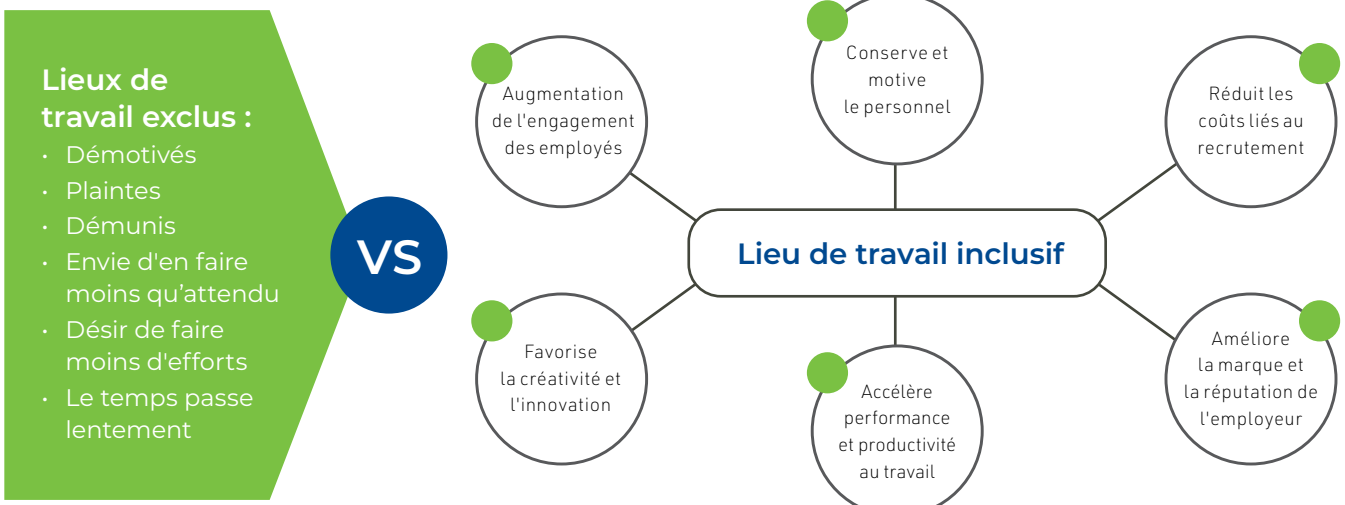 Lieux de
travail exclus :
• Démotivés
• Plaintes
• Démunis
• Envie d'en faire
moins qu’attendu
• Désir de faire
moins d'efforts
• Le temps passe
lentement
VS
Augmentation
de l'engagement
des employés
Conserve et
motive
le personnel
Réduit les
coûts liés au
recrutement
Lieu de travail inclusif
Favorise
la créativité et
l'innovation
Accélère
performance
et productivité
au travail
Améliore
la marque et
la réputation de
l'employeur